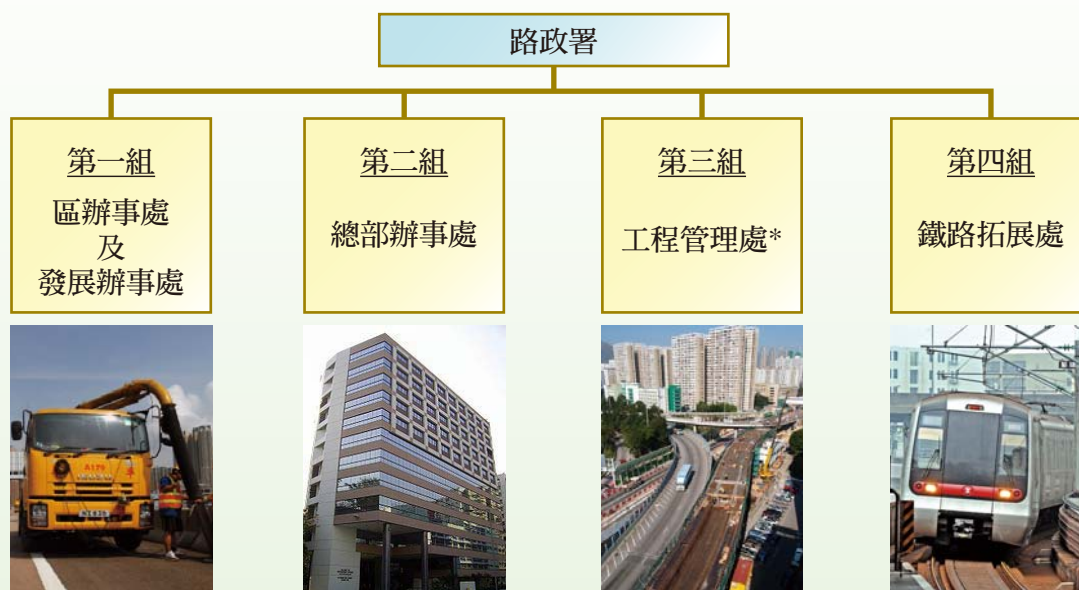 路政署
第一組
區辦事處
及
發展辦事處
第二組
總部辦事處
第三組
工程管理處*
第四組
鐵路拓展處
A179